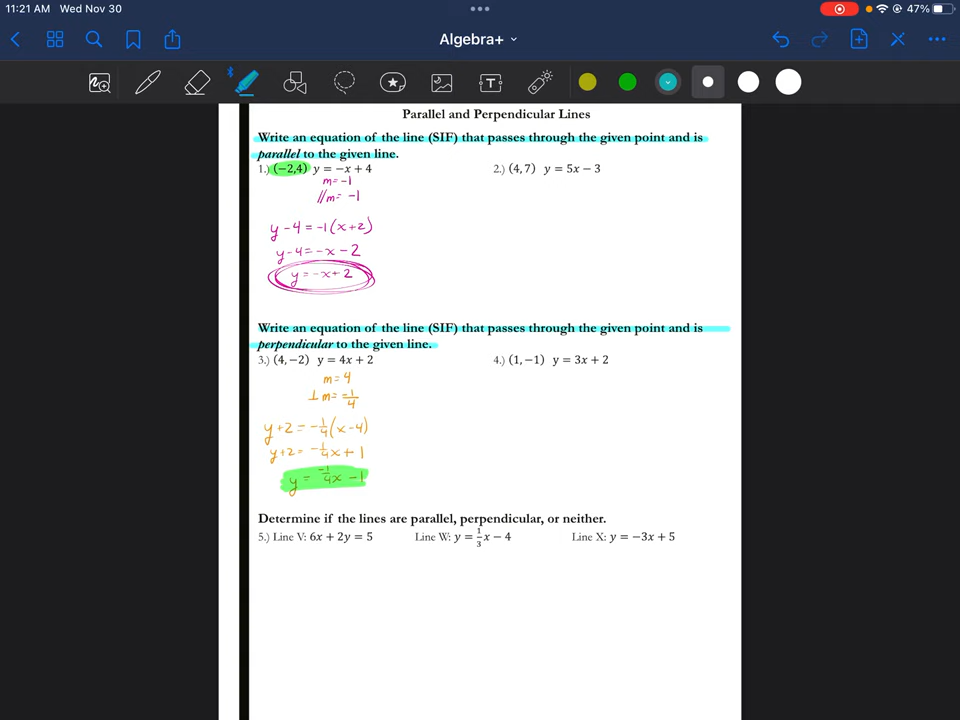 11:21 AM Wed Nov 30
47%
Algebra+
Parallel and Perpendicular Lines
Write an equation of the line (SIF) that passes through the given point and is
parallel to the given line.
1.) (−2,4) y = −x + 4
2.) (4,7) y = 5x − 3
m = -1
//m = -1
y - 4 = -1(x+2)
y - 4 = -x - 2
y = -x + 2
Write an equation of the line (SIF) that passes through the given point and is
perpendicular to the given line.
3.) (4,−2) y = 4x + 2
4.) (1,−1) y = 3x + 2
m = 4
⊥ m = -1/4
y + 2 = -1/4(x - 4)
y + 2 = -1/4x + 1
y = -1/4x - 1
Determine if the lines are parallel, perpendicular, or neither.
5.) Line V: 6x + 2y = 5 Line W: y = 1/3x − 4 Line X: y = −3x + 5